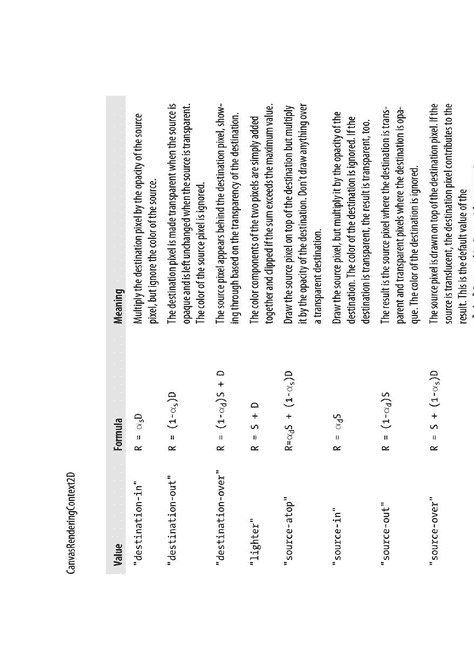 CanvasRenderingContext2D
Value Formula Meaning
"destination-in" R = αsD Multiply the destination pixel by the opacity of the source
pixel, but ignore the color of the source.
"destination-out" R = (1-αs)D The destination pixel is made transparent when the source is
opaque and is left unchanged when the source is transparent.
The color of the source pixel is ignored.
"destination-over" R = (1-αd)S + D The source pixel appears behind the destination pixel, show-
ing through based on the transparency of the destination.
"lighter" R = S + D The color components of the two pixels are simply added
together and clipped if the sum exceeds the maximum value.
"source-atop" R=αdS + (1-αs)D Draw the source pixel on top of the destination but multiply
it by the opacity of the destination. Don't draw anything over
a transparent destination.
"source-in" R = αdS Draw the source pixel, but multiply it by the opacity of the
destination. The color of the destination is ignored. If the
destination is transparent, the result is transparent, too.
"source-out" R = (1-αd)S The result is the source pixel where the destination is trans-
parent and transparent pixels where the destination is opa-
que. The color of the destination is ignored.
"source-over" R = S + (1-αs)D The source pixel is drawn on top of the destination pixel. If the
source is translucent, the destination pixel contributes to the
result. This is the default value of the